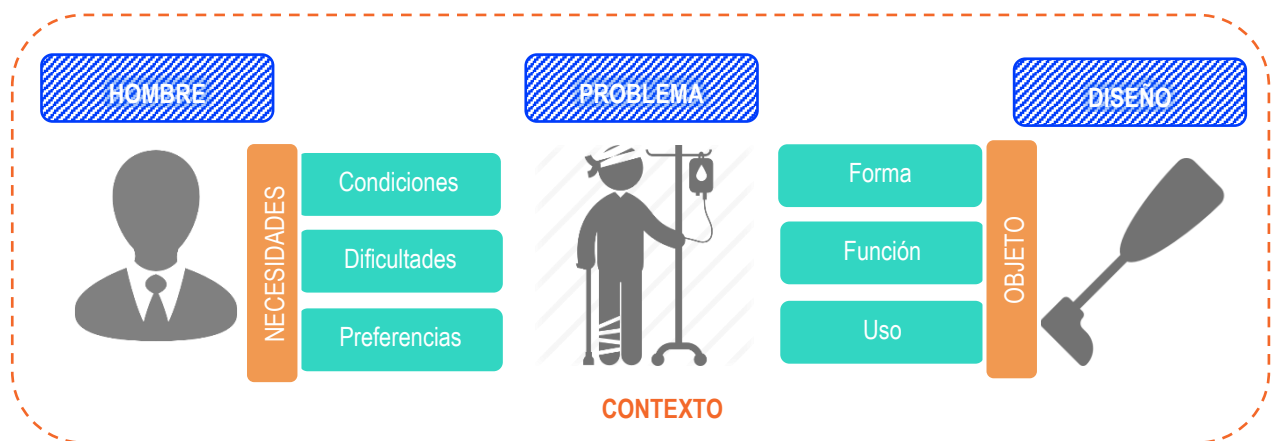 HOMBRE
PROBLEMA
DISEÑO
NECESIDADES
Condiciones
Dificultades
Preferencias
Forma
Función
Uso
OBJETO
CONTEXTO